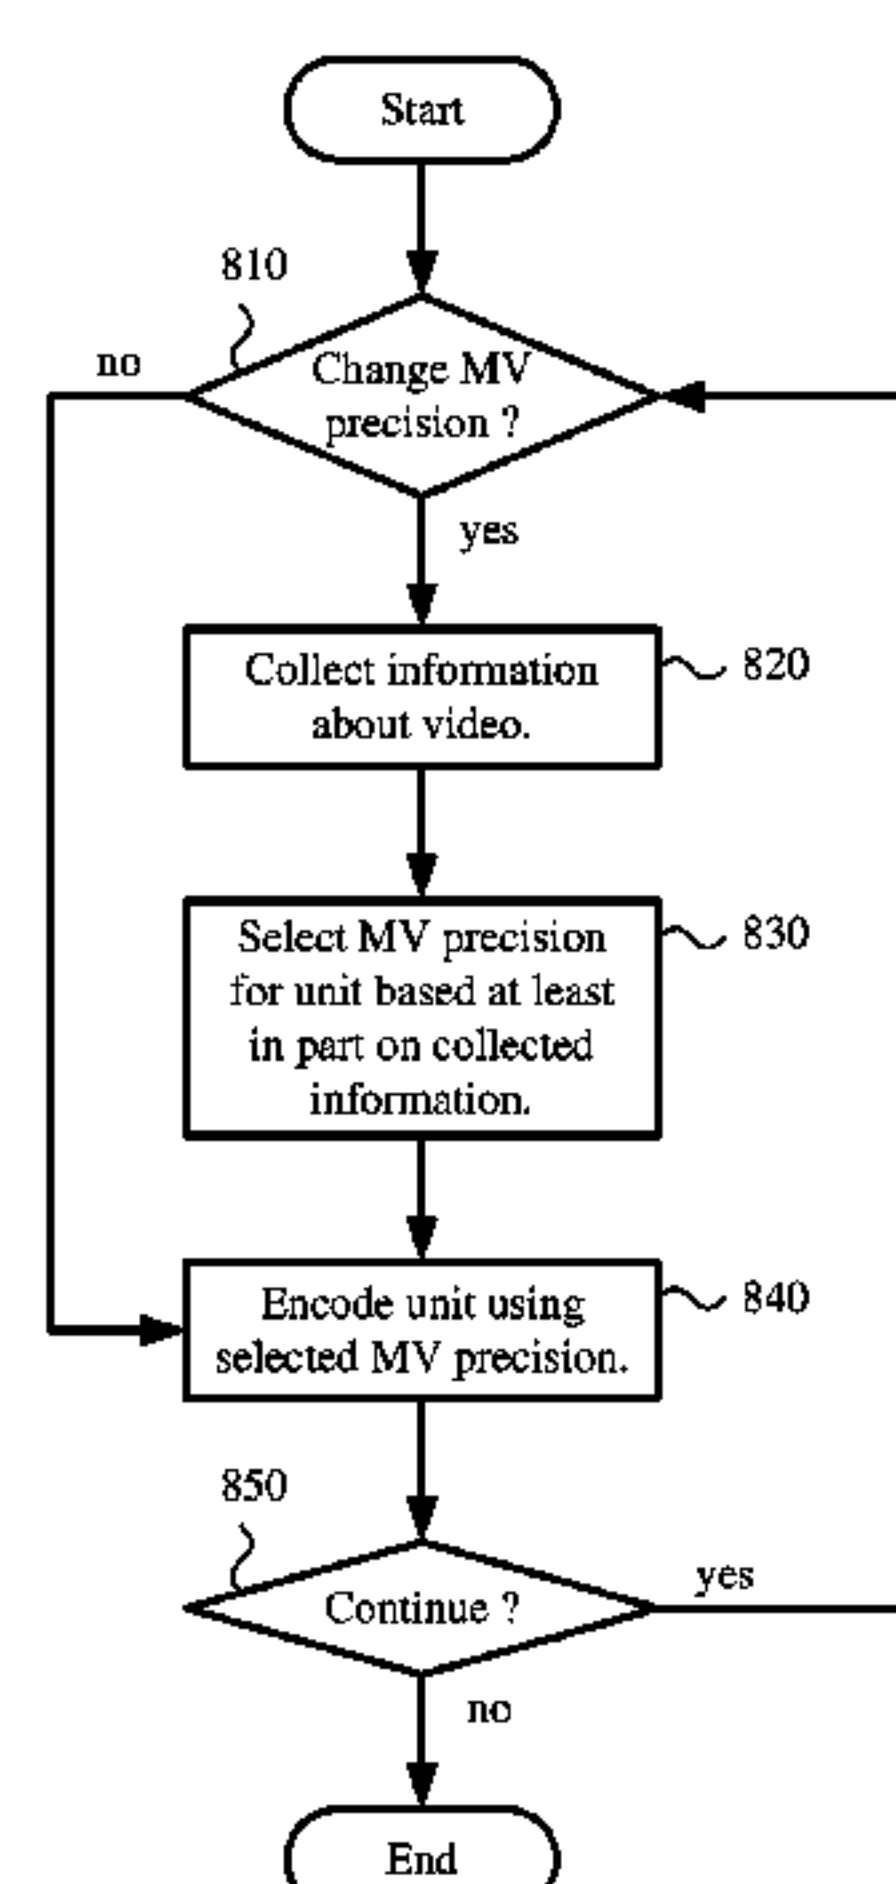 Start
810
no
Change MV
precision ?
yes
Collect information
about video.
820
Select MV precision
for unit based at least
in part on collected
information.
830
Encode unit using
selected MV precision.
840
850
Continue ?
yes
no
End